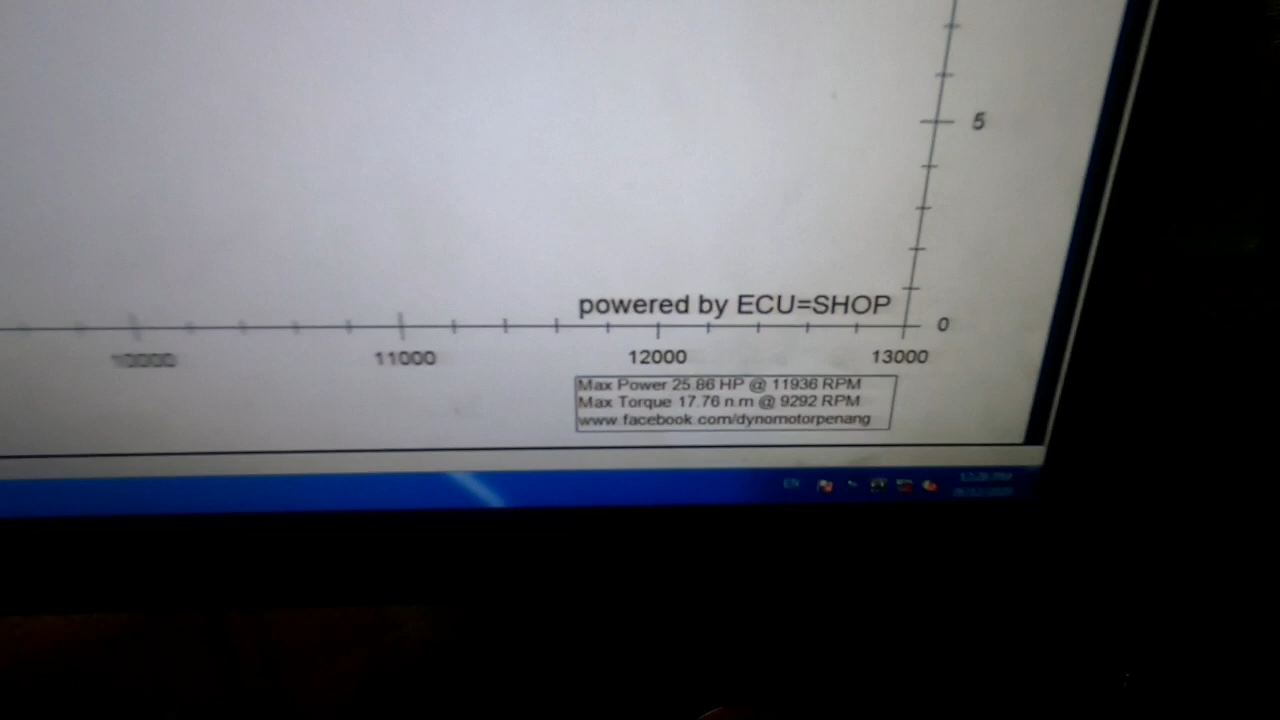 5
powered by ECU=SHOP
0
10000 11000 12000 13000
Max Power 25.86 HP @ 11936 RPM
Max Torque 17.76 n.m @ 9292 RPM
www.facebook.com/dynomotorpenang
EN